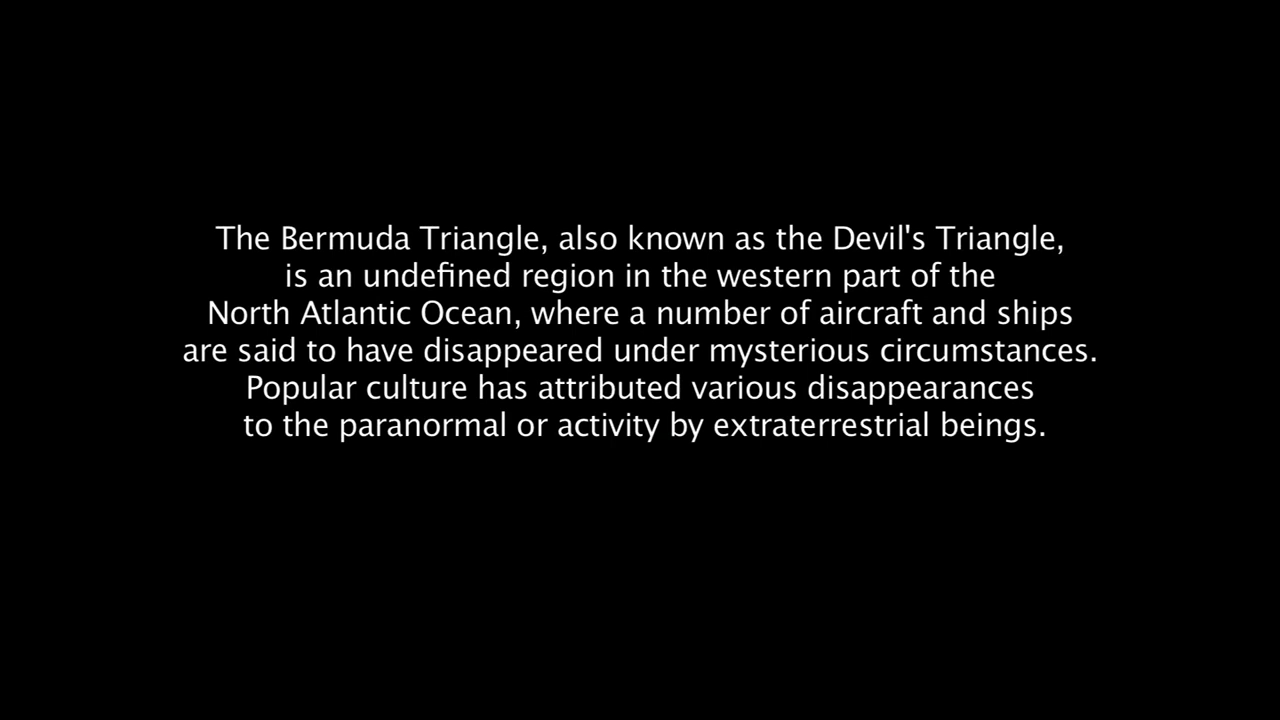 The Bermuda Triangle, also known as the Devil's Triangle,
is an undefined region in the western part of the
North Atlantic Ocean, where a number of aircraft and ships
are said to have disappeared under mysterious circumstances.
Popular culture has attributed various disappearances
to the paranormal or activity by extraterrestrial beings.